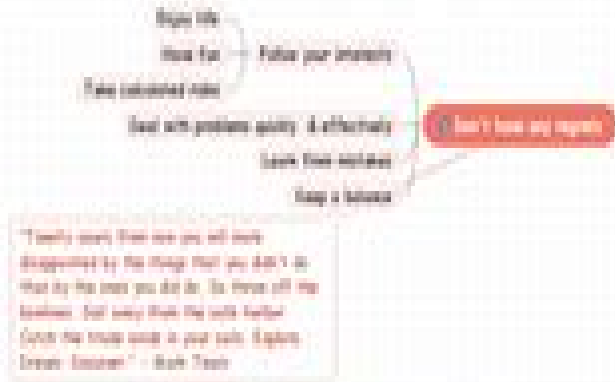 Enjoy life
Have fun
Follow your interests
Take calculated risks
Deal with problems quickly & effectively
Don't have any regrets
Learn from mistakes
Keep a balance
"Twenty years from now you will more
disappointed by the things that you didn't do
than by the ones you did do. So throw off the
bowlines. Sail away from the safe harbor.
Catch the trade winds in your sails. Explore.
Dream. Discover." - Mark Twain